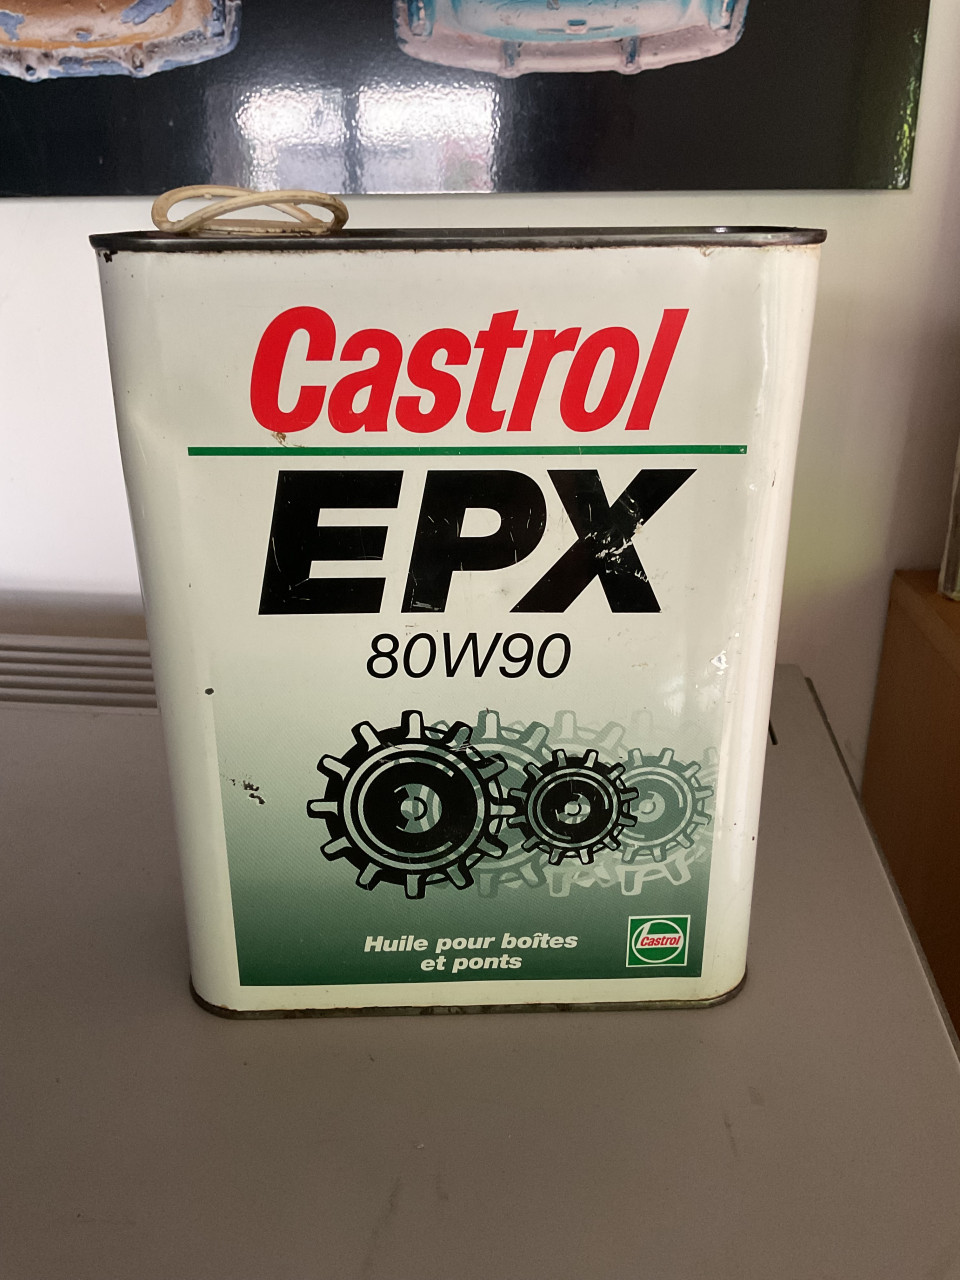 Castrol
EPX
80W90
Huile pour boîtes
et ponts
Castrol